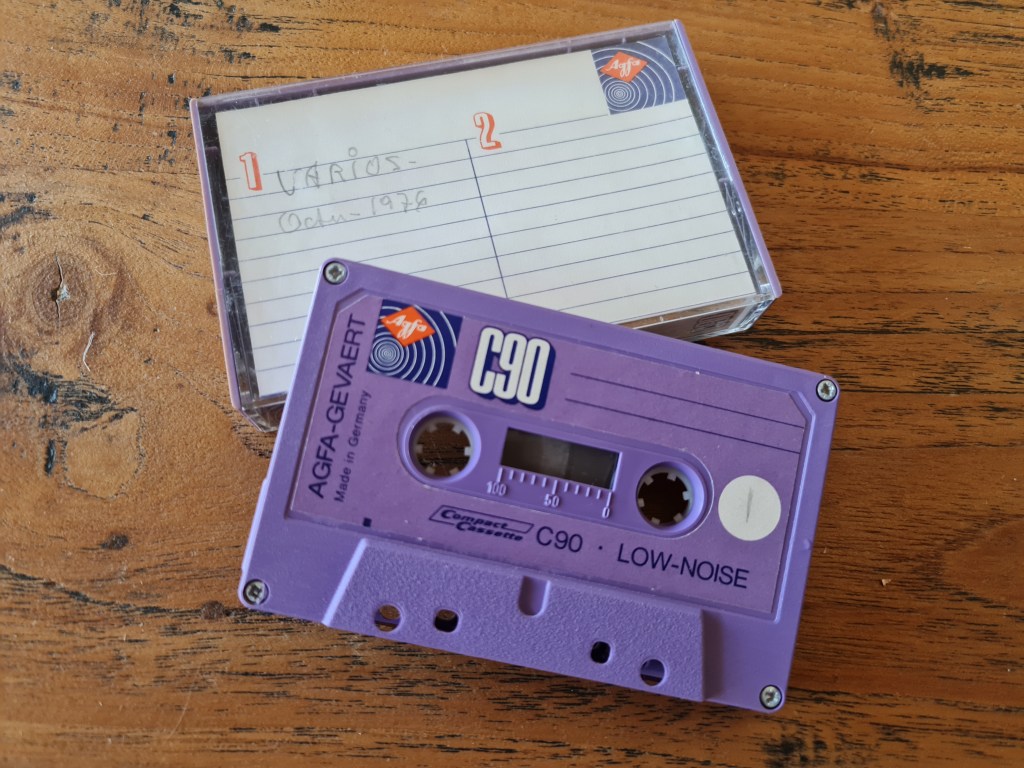 Agfa
1
2
VARIOS-
Octu-1976
AGFA-GEVAERT
Made in Germany
Agfa
C90
100 50 0
Compact
Cassette
C90 · LOW-NOISE